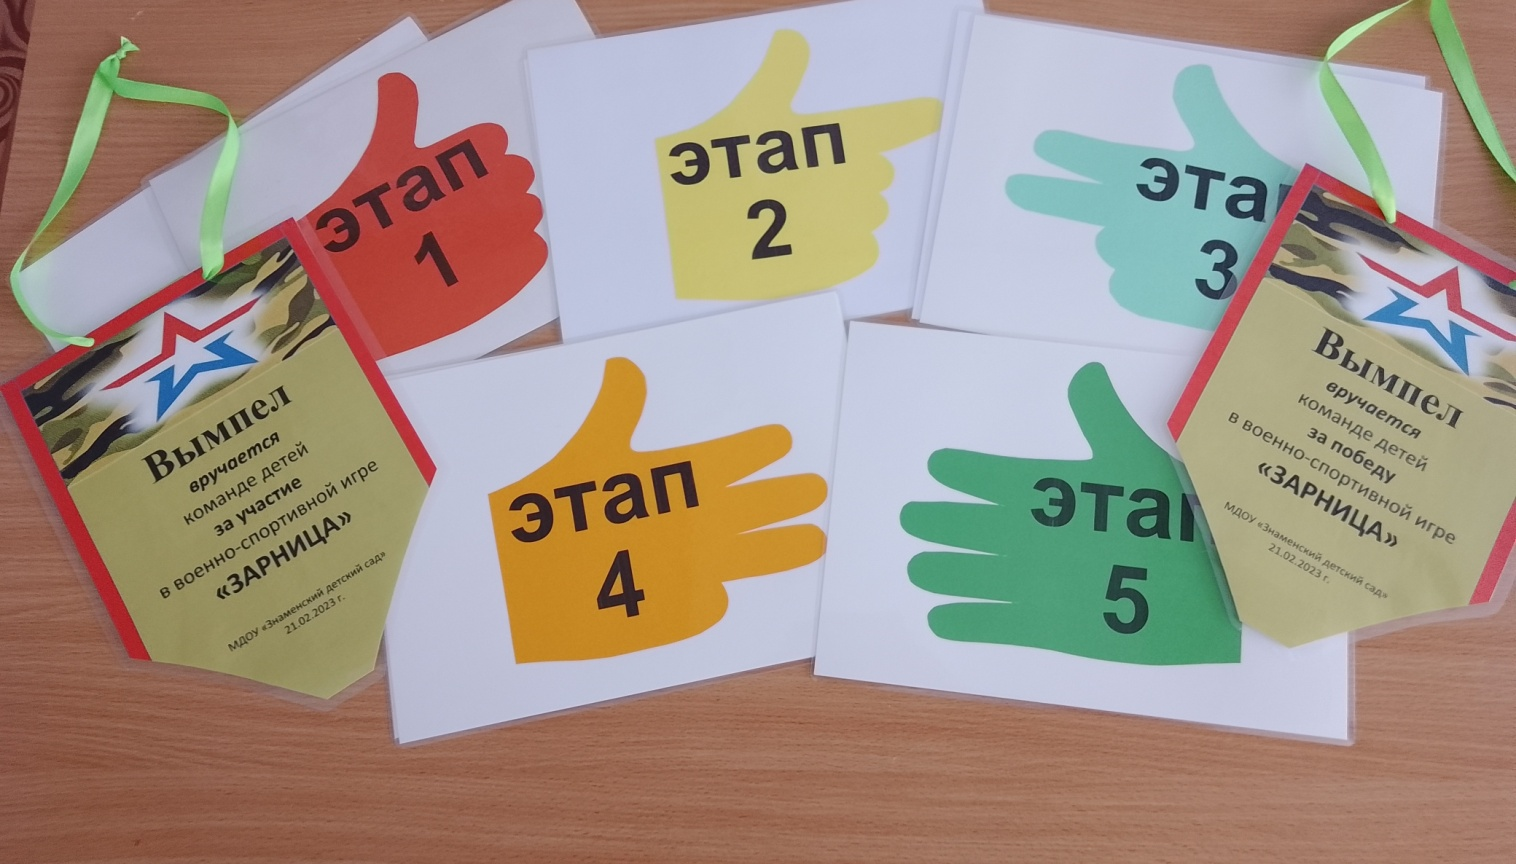 этап
1
этап
2
этап
3
этап
4
этап
5
Вымпел
вручается
команде детей
за участие
в военно-спортивной игре
«ЗАРНИЦА»
МДОУ «Знаменский детский сад»
21.02.2023 г.
Вымпел
вручается
команде детей
за победу
в военно-спортивной игре
«ЗАРНИЦА»
МДОУ «Знаменский детский сад»
21.02.2023 г.